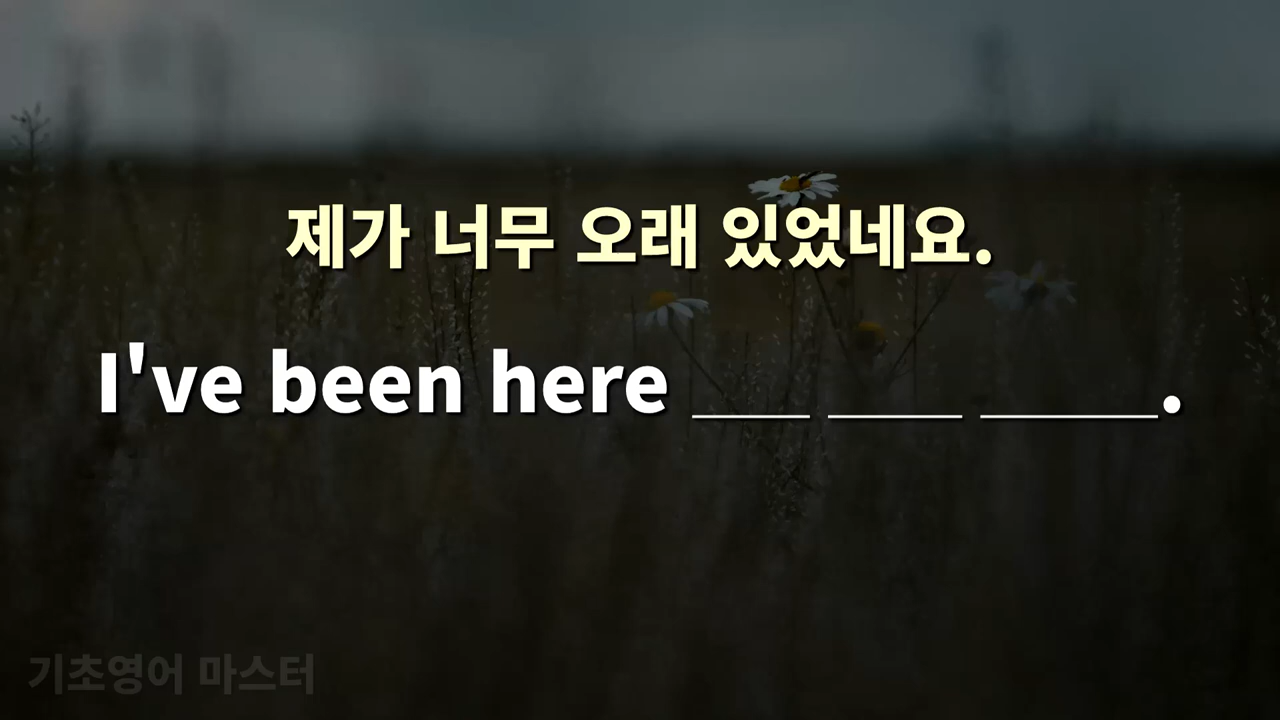 제가 너무 오래 있었네요.
I've been here ___ ___ ____.
기초영어 마스터